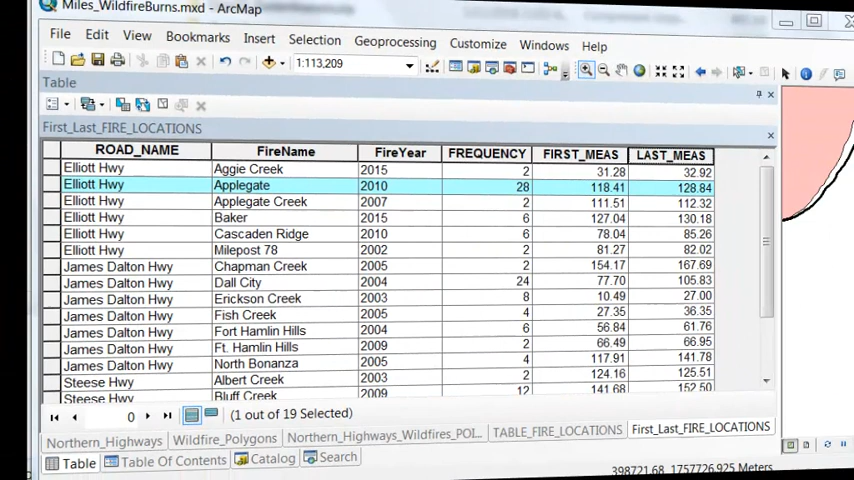 Miles_WildfireBurns.mxd - ArcMap
File Edit View Bookmarks Insert Selection Geoprocessing Customize Windows Help
1:113,209
Table
First_Last_FIRE_LOCATIONS
ROAD_NAME FireName FireYear FREQUENCY FIRST_MEAS LAST_MEAS
Elliott Hwy Aggie Creek 2015 2 31.28 32.92
Elliott Hwy Applegate 2010 28 118.41 128.84
Elliott Hwy Applegate Creek 2007 2 111.51 112.32
Elliott Hwy Baker 2015 6 127.04 130.18
Elliott Hwy Cascaden Ridge 2010 6 78.04 85.26
Elliott Hwy Milepost 78 2002 2 81.27 82.02
James Dalton Hwy Chapman Creek 2005 2 154.17 167.69
James Dalton Hwy Dall City 2004 24 77.70 105.83
James Dalton Hwy Erickson Creek 2003 8 10.49 27.00
James Dalton Hwy Fish Creek 2005 4 27.35 36.35
James Dalton Hwy Fort Hamlin Hills 2004 6 56.84 61.76
James Dalton Hwy Ft. Hamlin Hills 2009 2 66.49 66.95
James Dalton Hwy North Bonanza 2005 4 117.91 141.78
Steese Hwy Albert Creek 2003 2 124.16 125.51
Steese Hwy Bluff Creek 2009 12 141.68 152.50
0 (1 out of 19 Selected)
Northern_Highways Wildfire_Polygons Northern_Highways_Wildfires_POI... TABLE_FIRE_LOCATIONS First_Last_FIRE_LOCATIONS
Table Table Of Contents Catalog Search
398721.68 1757726.925 Meters